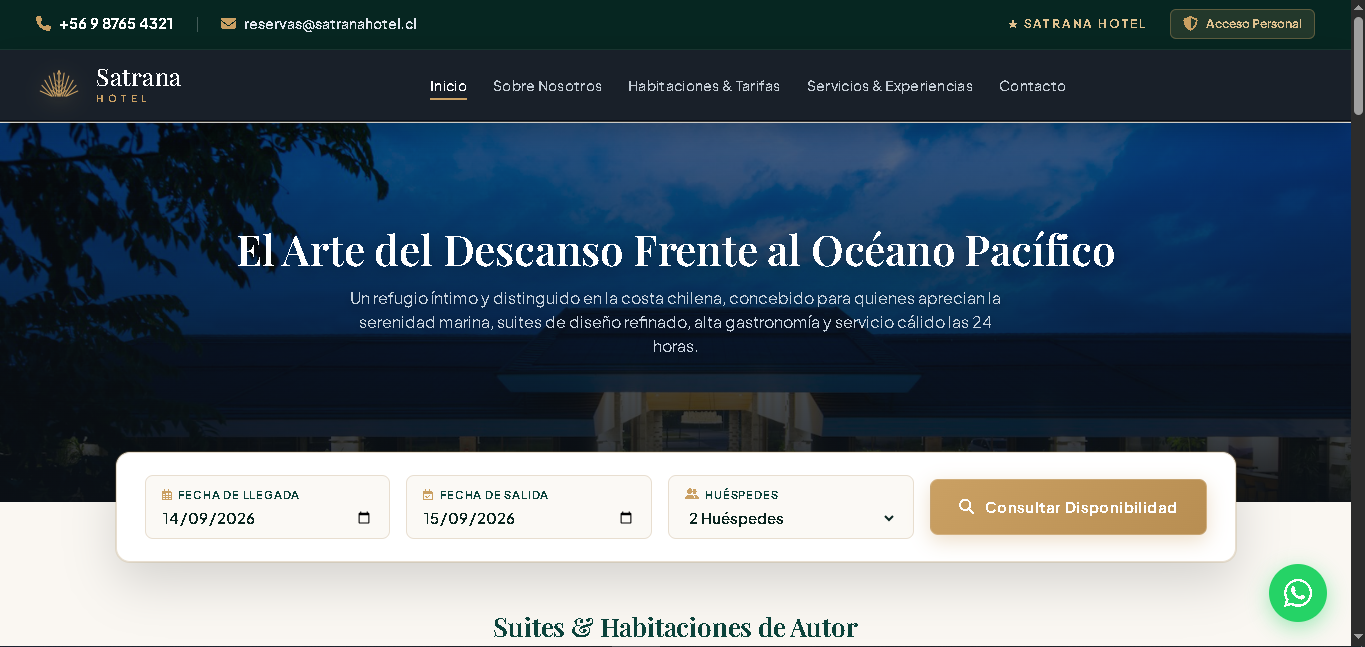 +56 9 8765 4321
reservas@satranahotel.cl
★ SATRANA HOTEL
Acceso Personal
Satrana
HOTEL
Inicio
Sobre Nosotros
Habitaciones & Tarifas
Servicios & Experiencias
Contacto
El Arte del Descanso Frente al Océano Pacífico
Un refugio íntimo y distinguido en la costa chilena, concebido para quienes aprecian la
serenidad marina, suites de diseño refinado, alta gastronomía y servicio cálido las 24
horas.
FECHA DE LLEGADA
14/09/2026
FECHA DE SALIDA
15/09/2026
HUÉSPEDES
2 Huéspedes
Consultar Disponibilidad
Suites & Habitaciones de Autor